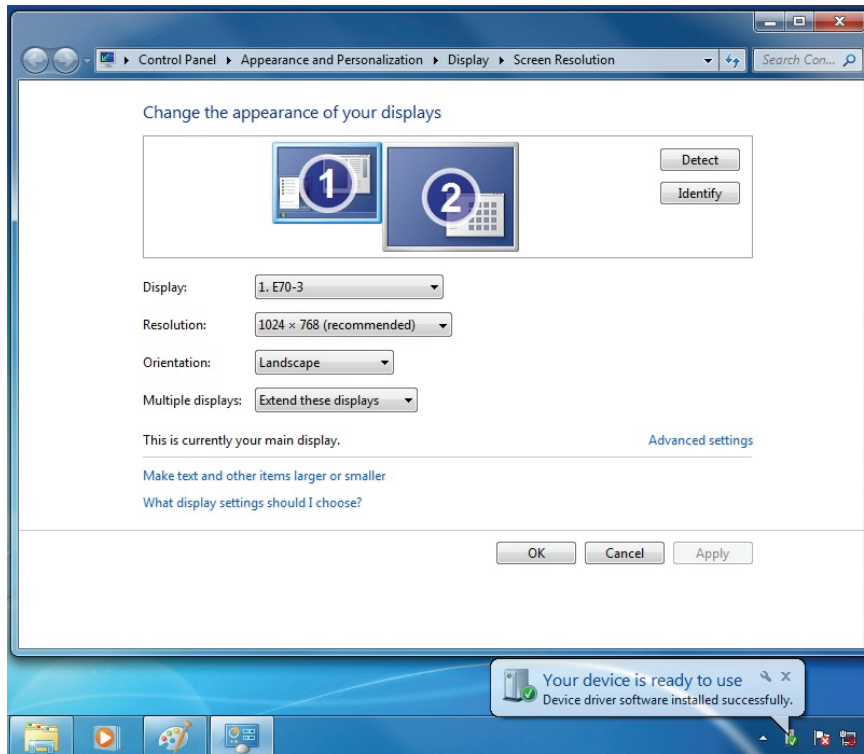 Control Panel Appearance and Personalization Display Screen Resolution Search Con...
Change the appearance of your displays
1 2
Detect
Identify
Display: 1. E70-3
Resolution: 1024 × 768 (recommended)
Orientation: Landscape
Multiple displays: Extend these displays
This is currently your main display. Advanced settings
Make text and other items larger or smaller
What display settings should I choose?
OK Cancel Apply
Your device is ready to use
Device driver software installed successfully.